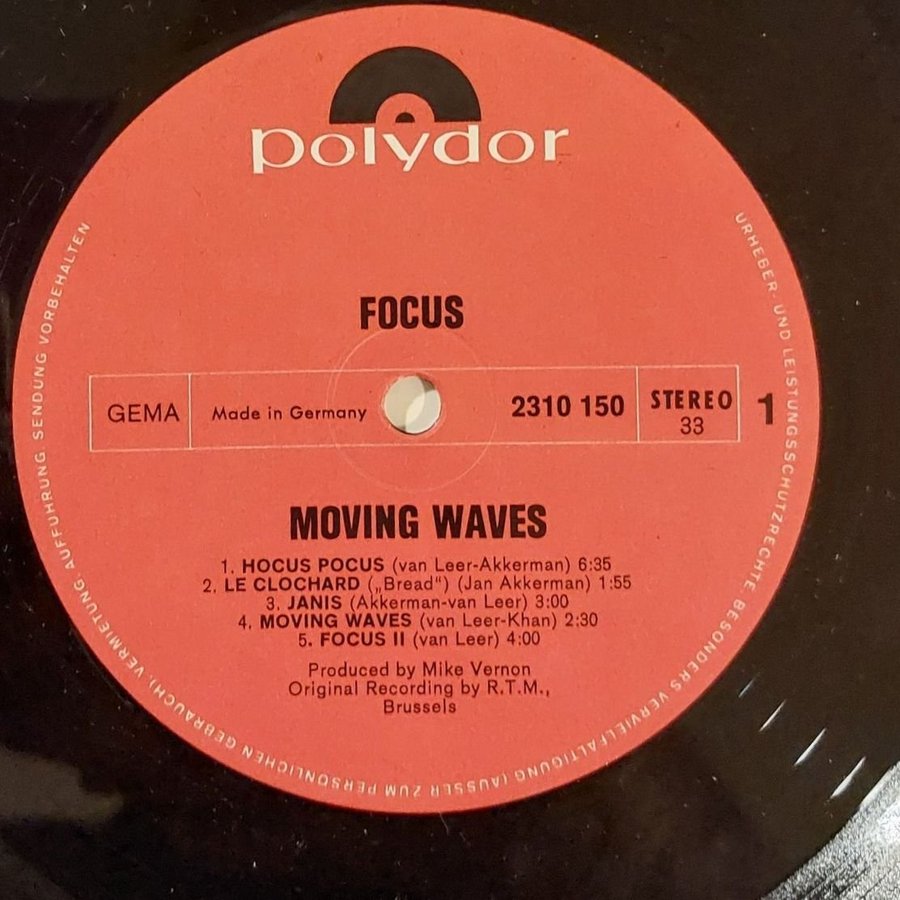 polydor
FOCUS
GEMA
Made in Germany
2310 150
STEREO
33
1
MOVING WAVES
1. HOCUS POCUS (van Leer-Akkerman) 6:35
2. LE CLOCHARD („Bread“) (Jan Akkerman) 1:55
3. JANIS (Akkerman-van Leer) 3:00
4. MOVING WAVES (van Leer-Khan) 2:30
5. FOCUS II (van Leer) 4:00
Produced by Mike Vernon
Original Recording by R.T.M.,
Brussels
URHEBER- UND LEISTUNGSSCHUTZRECHTE BESONDERS VERVIELFÄLTIGUNG (AUSSER ZUM PERSÖNLICHEN GEBRAUCH), VERMIETUNG, AUFFÜHRUNG, SENDUNG VORBEHALTEN